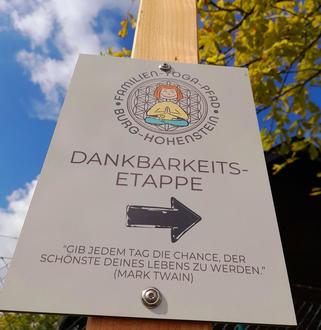 FAMILIEN-YOGA-PFAD
BURG-HOHENSTEIN
DANKBARKEITS-
ETAPPE
"GIB JEDEM TAG DIE CHANCE, DER
SCHÖNSTE DEINES LEBENS ZU WERDEN."
(MARK TWAIN)